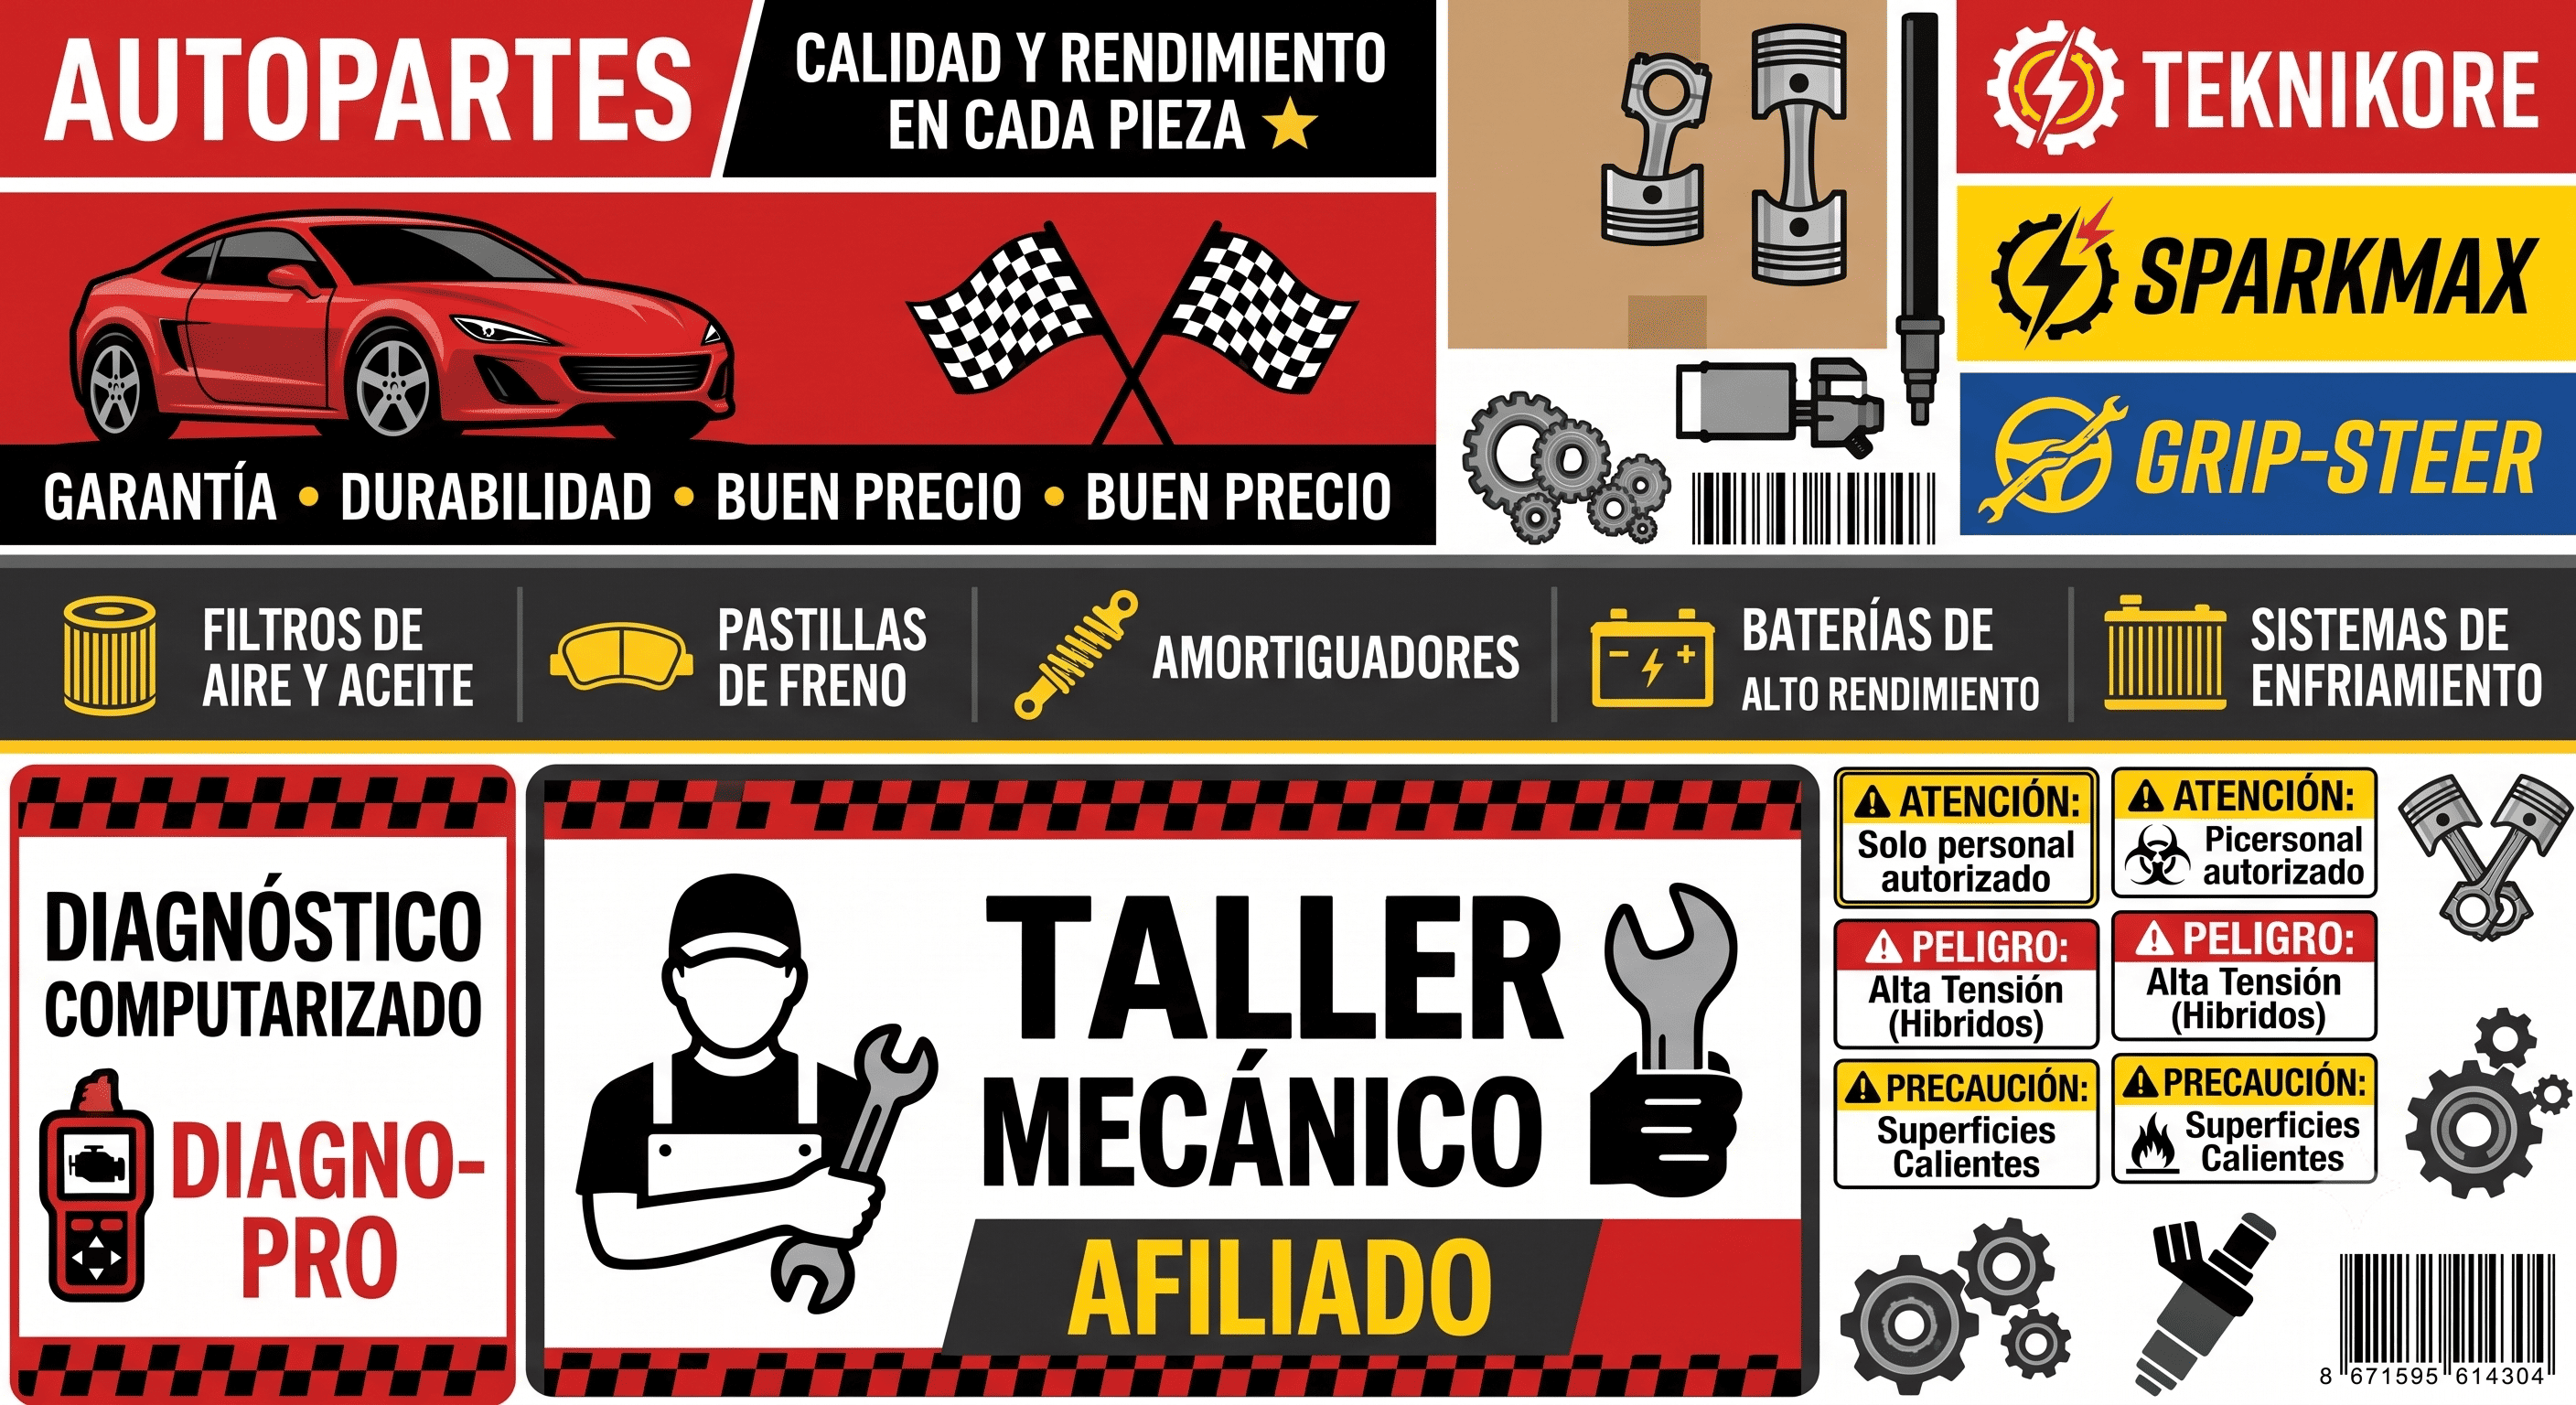 AUTOPARTES
CALIDAD Y RENDIMIENTO
EN CADA PIEZA
GARANTÍA • DURABILIDAD • BUEN PRECIO • BUEN PRECIO
TEKNIKORE
SPARKMAX
GRIP-STEER
FILTROS DE
AIRE Y ACEITE
PASTILLAS
DE FRENO
AMORTIGUADORES
BATERÍAS DE
ALTO RENDIMIENTO
SISTEMAS DE
ENFRIAMIENTO
DIAGNÓSTICO
COMPUTARIZADO
DIAGNO-
PRO
TALLER
MECÁNICO
AFILIADO
ATENCIÓN:
Solo personal
autorizado
ATENCIÓN:
Picersonal
autorizado
PELIGRO:
Alta Tensión
(Hibridos)
PELIGRO:
Alta Tensión
(Hibridos)
PRECAUCIÓN:
Superficies
Calientes
PRECAUCIÓN:
Superficies
Calientes
8 671595 614304